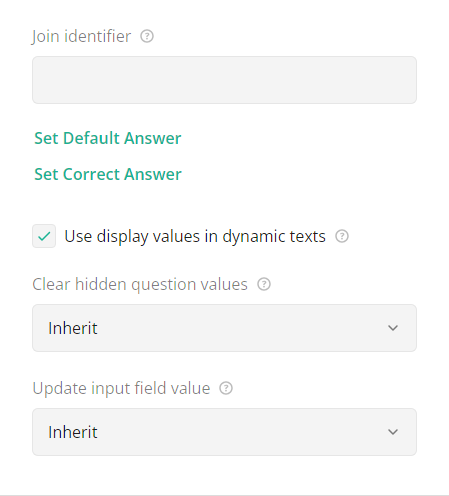 Join identifier
Set Default Answer
Set Correct Answer
Use display values in dynamic texts
Clear hidden question values
Inherit
Update input field value
Inherit